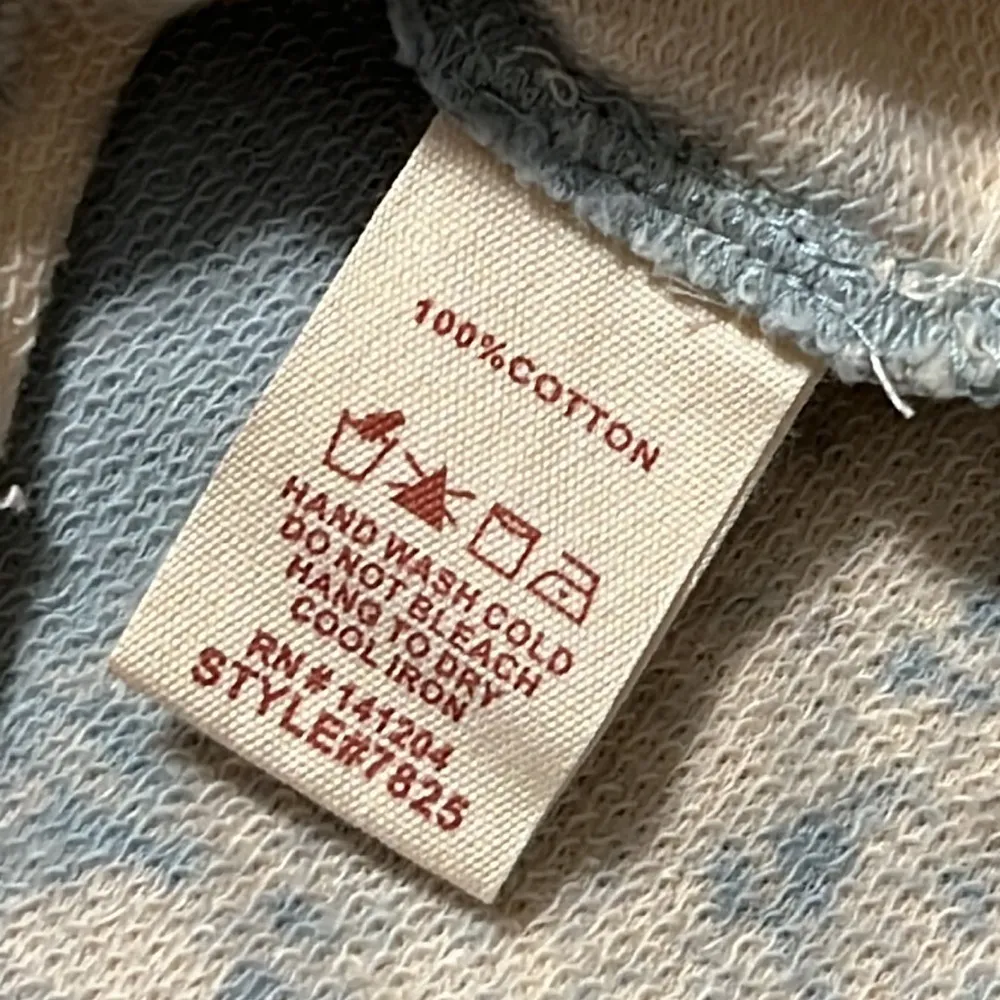 100%COTTON
HAND WASH COLD
DO NOT BLEACH
HANG TO DRY
COOL IRON
RN#141204
STYLE#7825